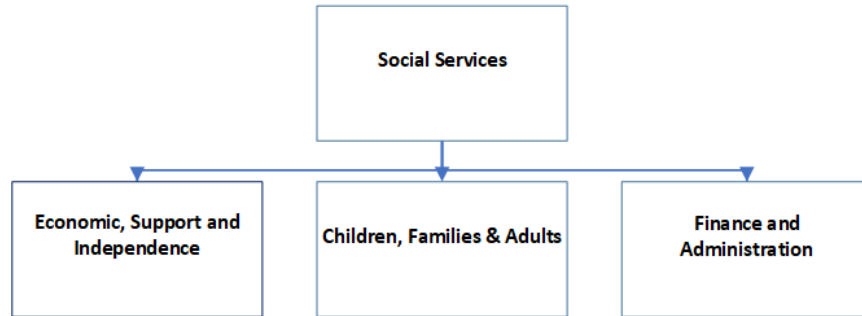 Social Services
Economic, Support and
Independence
Children, Families & Adults
Finance and
Administration